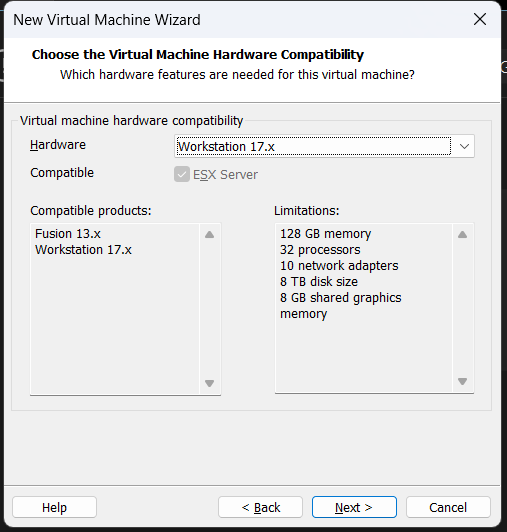 New Virtual Machine Wizard
Choose the Virtual Machine Hardware Compatibility
Which hardware features are needed for this virtual machine?
Virtual machine hardware compatibility
Hardware
Workstation 17.x
Compatible
ESX Server
Compatible products:
Fusion 13.x
Workstation 17.x
Limitations:
128 GB memory
32 processors
10 network adapters
8 TB disk size
8 GB shared graphics
memory
Help
< Back
Next >
Cancel